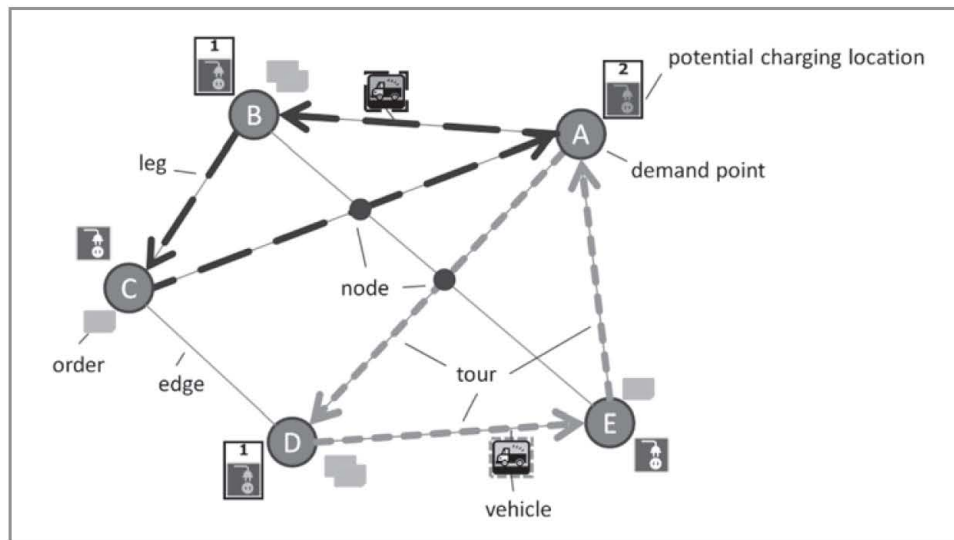 1
B
2
potential charging location
A
demand point
leg
C
node
order
edge
tour
E
1
D
vehicle